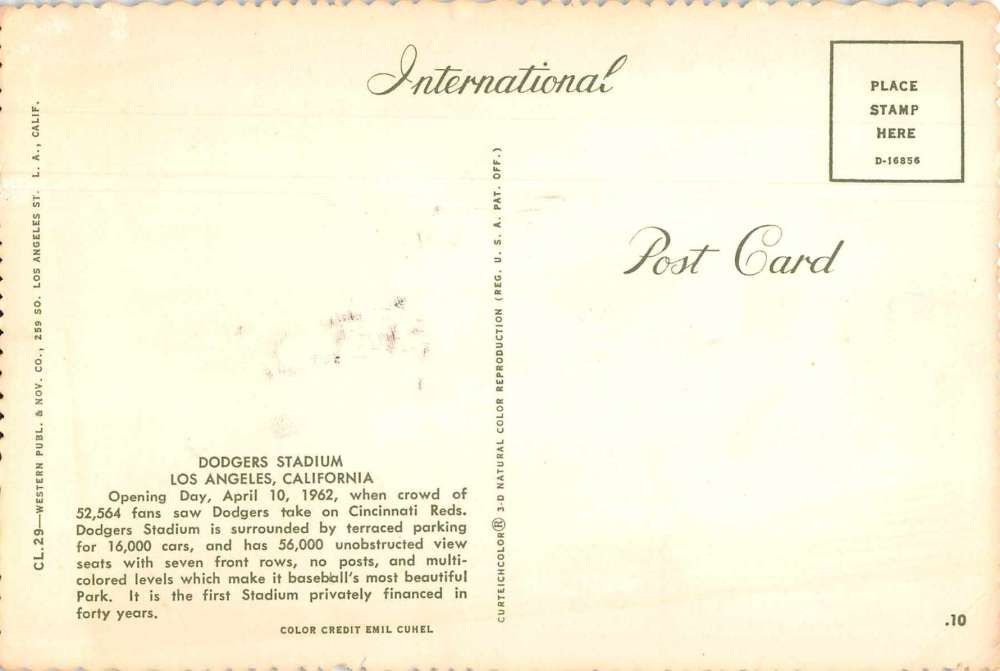 International
PLACE
STAMP
HERE
D-16856
Post Card
CL.29—WESTERN PUBL. & NOV. CO., 259 SO. LOS ANGELES ST. L. A., CALIF.
DODGERS STADIUM
LOS ANGELES, CALIFORNIA
Opening Day, April 10, 1962, when crowd of
52,564 fans saw Dodgers take on Cincinnati Reds.
Dodgers Stadium is surrounded by terraced parking
for 16,000 cars, and has 56,000 unobstructed view
seats with seven front rows, no posts, and multi-
colored levels which make it baseball's most beautiful
Park. It is the first Stadium privately financed in
forty years.
COLOR CREDIT EMIL CUHEL
CURTEICHCOLOR® 3-D NATURAL COLOR REPRODUCTION (REG. U. S. A. PAT. OFF.)
.10